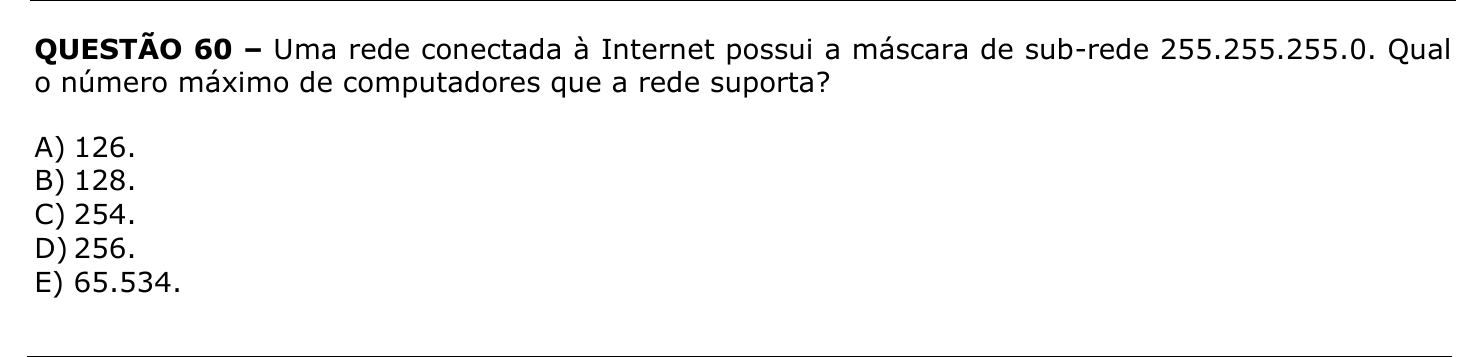 QUESTÃO 60 – Uma rede conectada à Internet possui a máscara de sub-rede 255.255.255.0. Qual
o número máximo de computadores que a rede suporta?
A) 126.
B) 128.
C) 254.
D) 256.
E) 65.534.